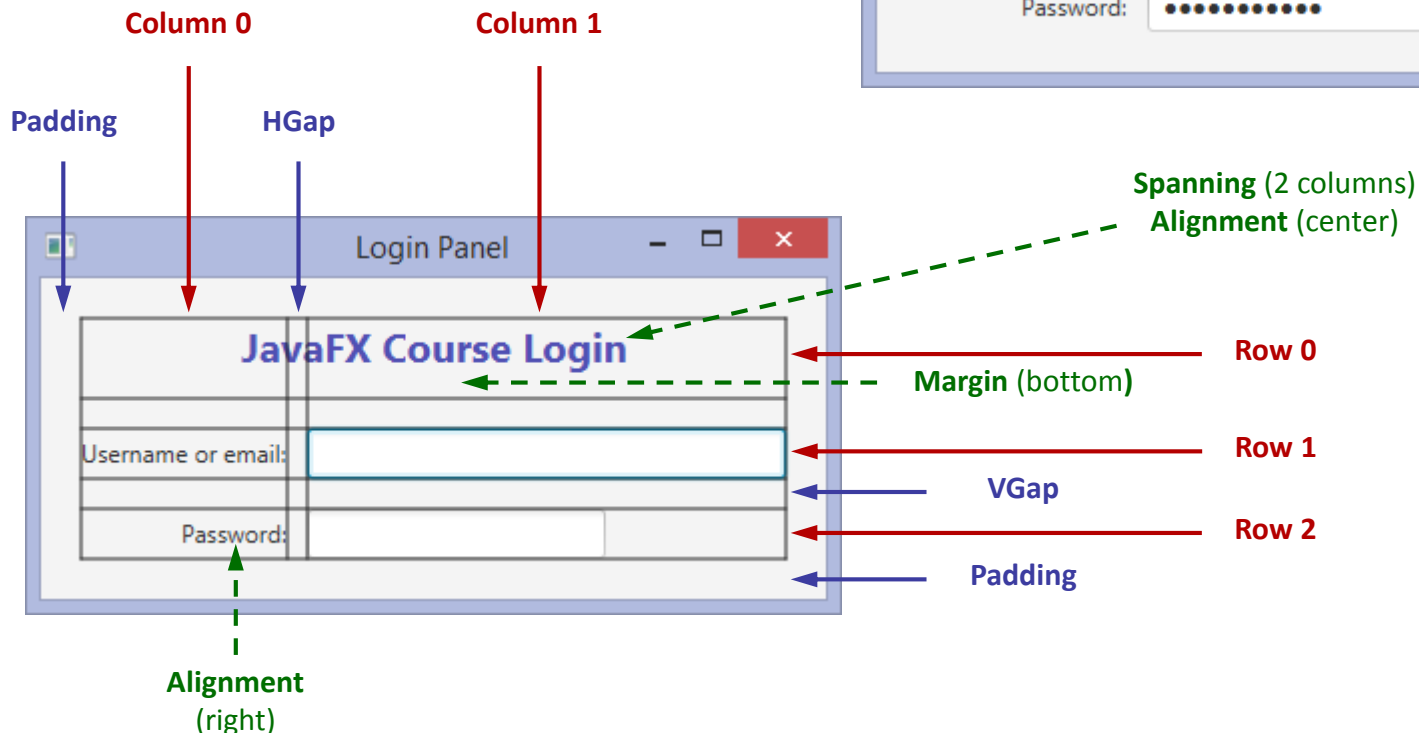 Password: ●●●●●●●●●●●
Column 0
Column 1
Padding
HGap
Spanning (2 columns)
Alignment (center)
Login Panel
JavaFX Course Login
Row 0
Margin (bottom)
Username or email:
Row 1
VGap
Password:
Row 2
Padding
Alignment
(right)